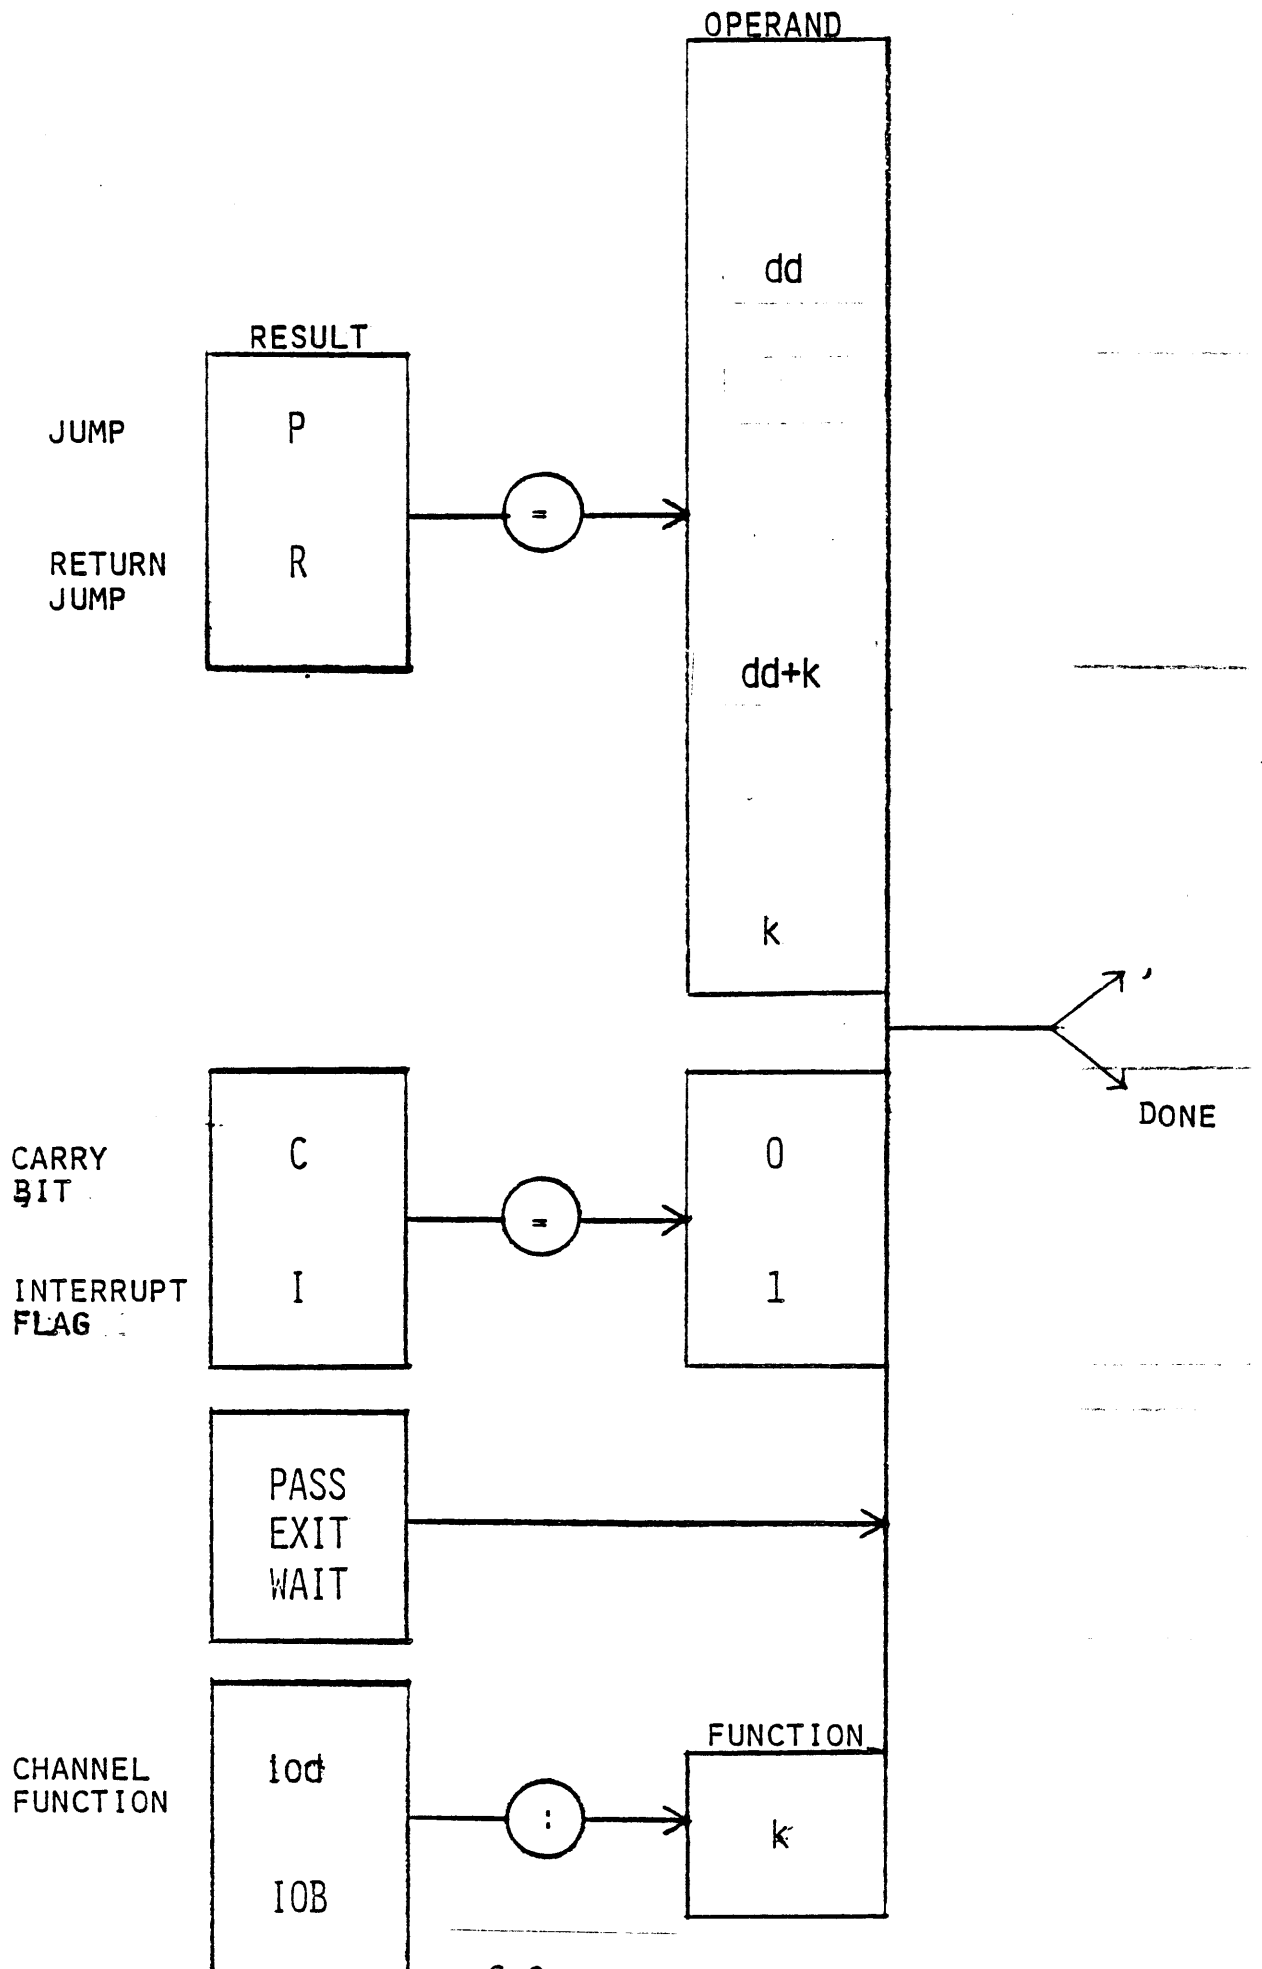 OPERAND
dd
RESULT
JUMP
P
=
RETURN
JUMP
R
dd+k
k
,
DONE
CARRY
BIT
C
0
=
INTERRUPT
FLAG
I
1
PASS
EXIT
WAIT
FUNCTION
CHANNEL
FUNCTION
iod
:
k
IOB